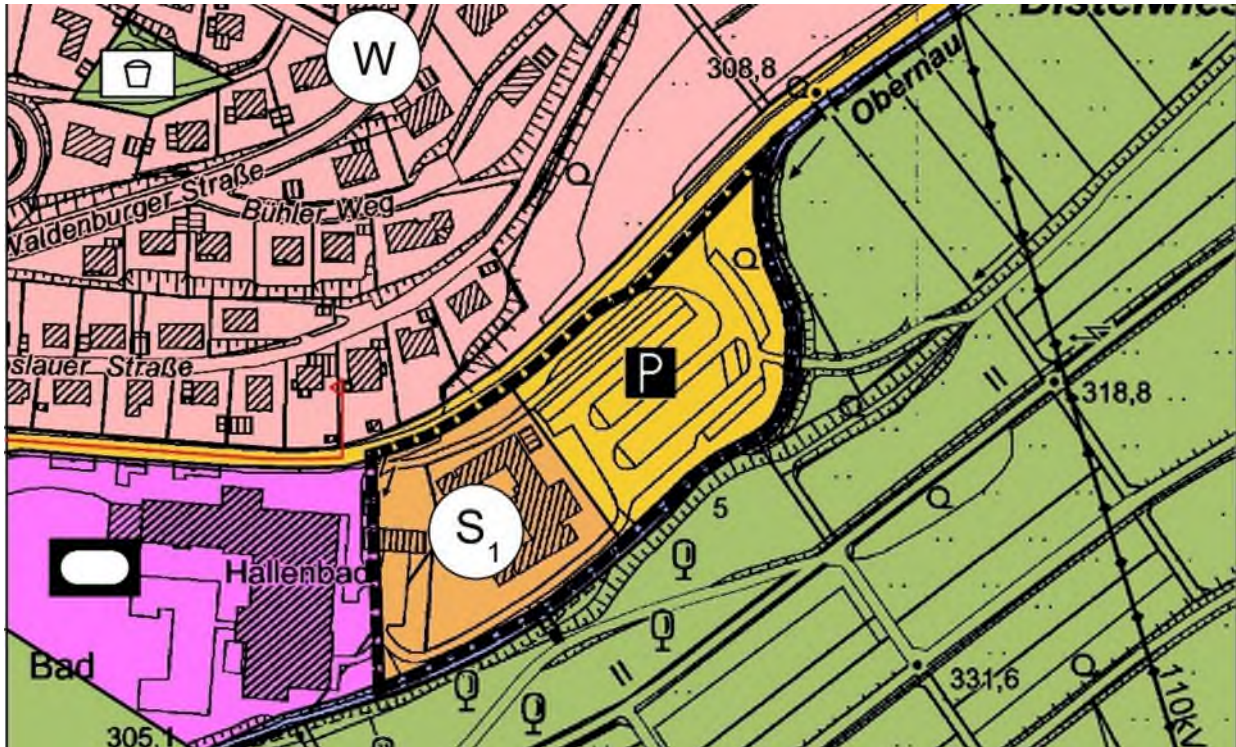 W
308,8
Obernau
Waldenburger Straße
Bühler Weg
slauer Straße
P
318,8
S1
5
Hallenbad
Bad
331,6
110kV
305,1